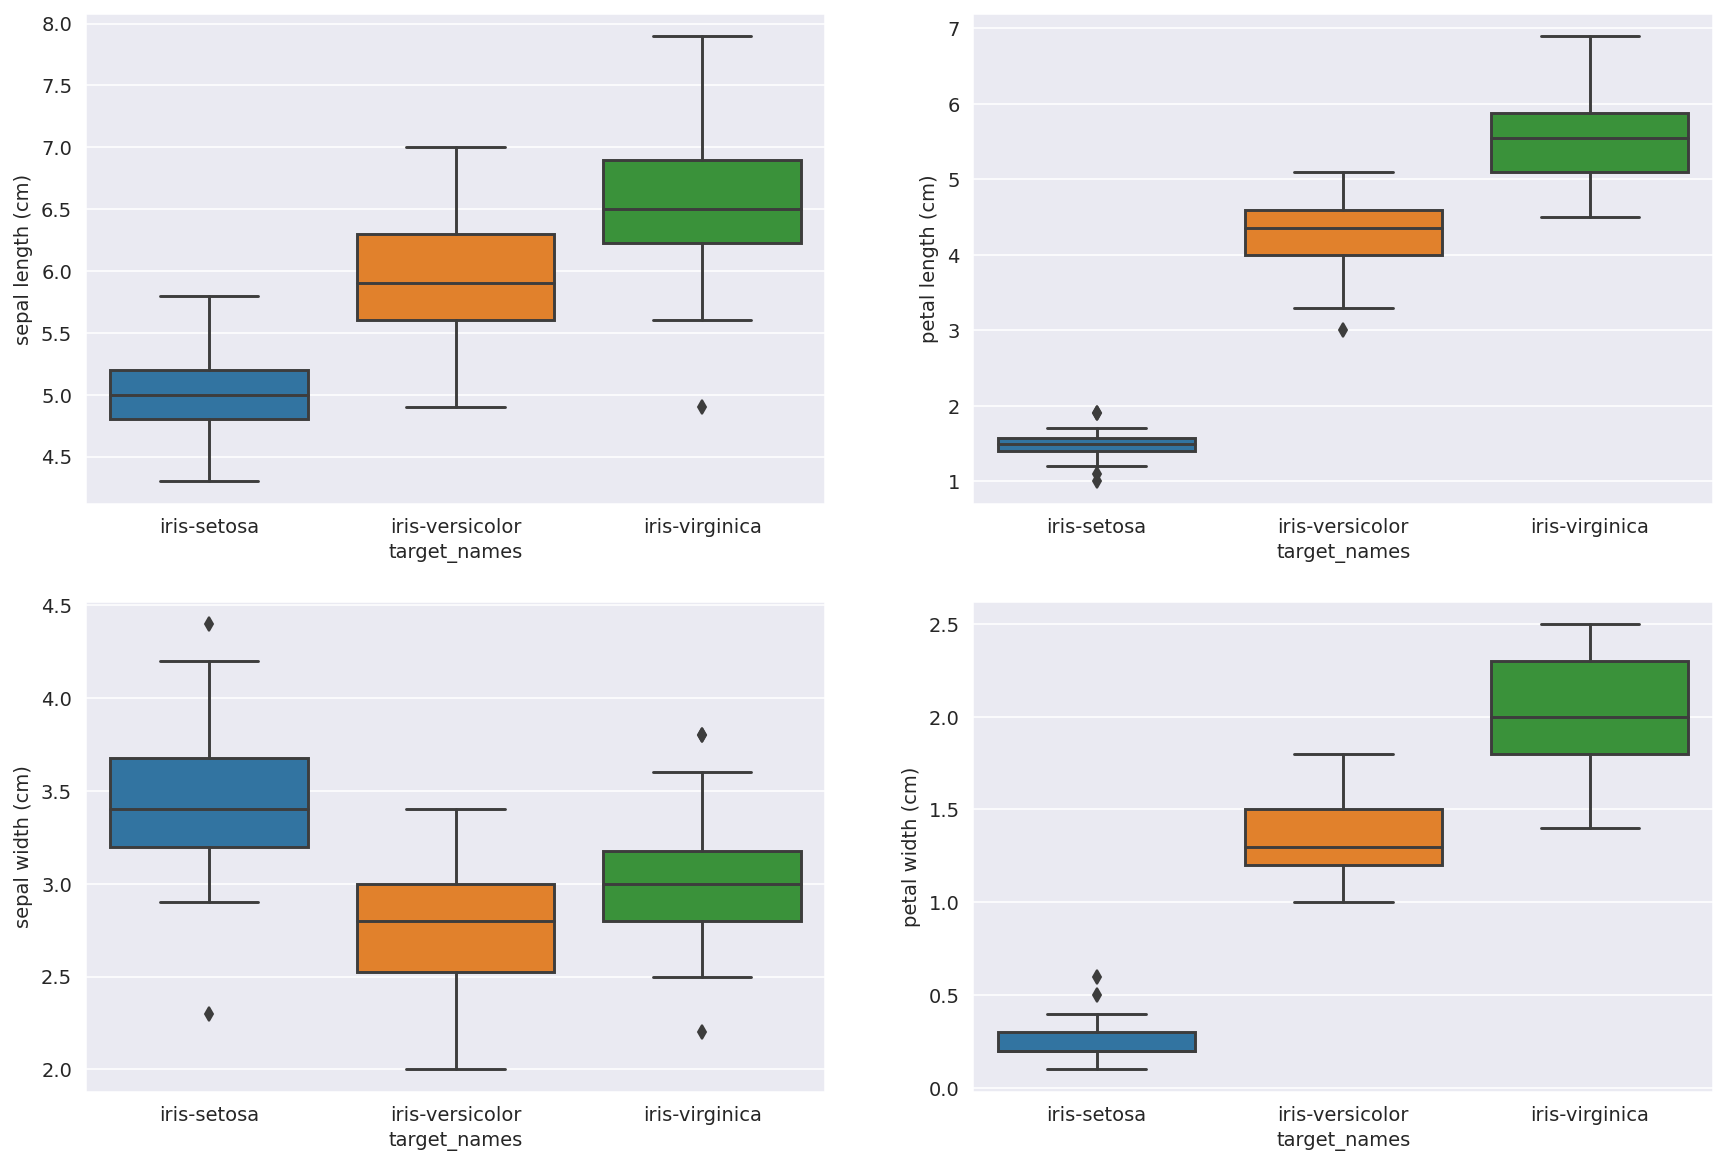 8.0
7.5
7.0
6.5
6.0
5.5
5.0
4.5
sepal length (cm)
iris-setosa iris-versicolor iris-virginica
target_names
7
6
5
4
3
2
1
petal length (cm)
iris-setosa iris-versicolor iris-virginica
target_names
4.5
4.0
3.5
3.0
2.5
2.0
sepal width (cm)
iris-setosa iris-versicolor iris-virginica
target_names
2.5
2.0
1.5
1.0
0.5
0.0
petal width (cm)
iris-setosa iris-versicolor iris-virginica
target_names